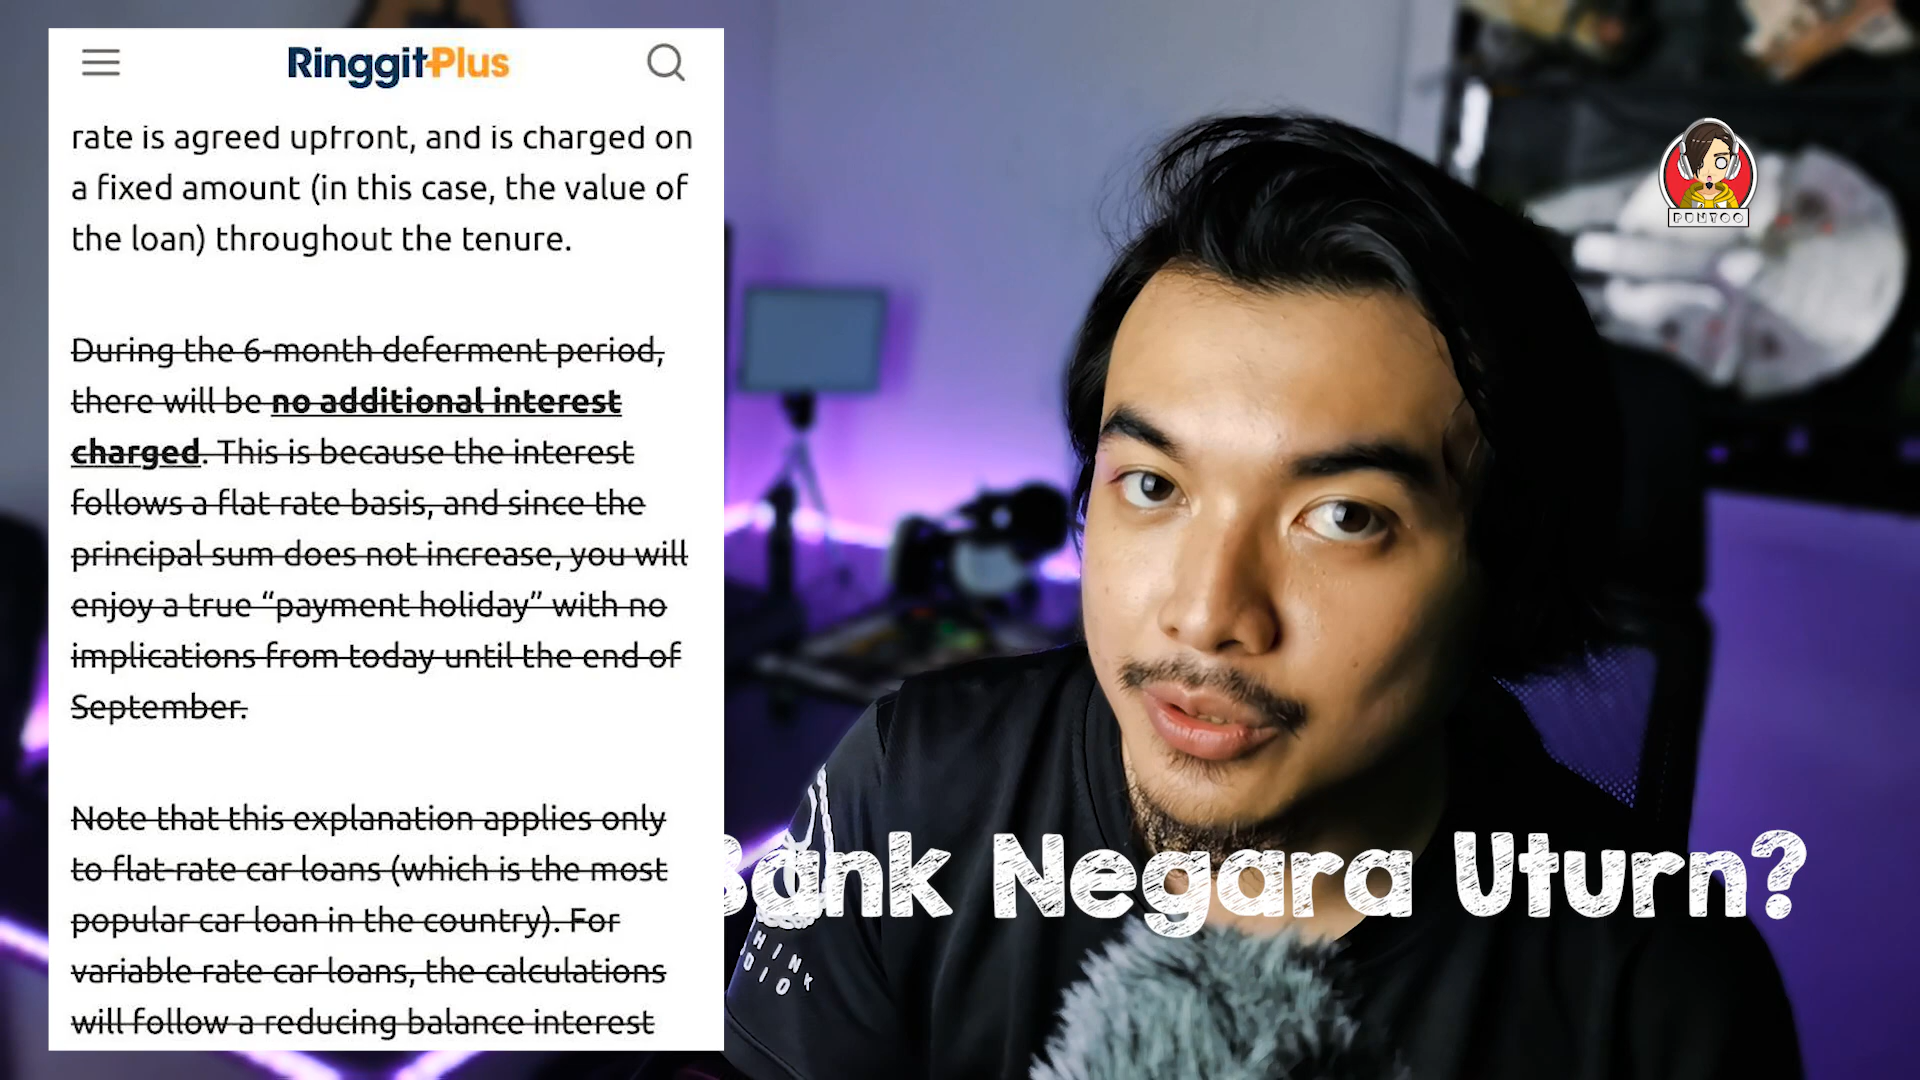 RinggitPlus
rate is agreed upfront, and is charged on
a fixed amount (in this case, the value of
the loan) throughout the tenure.
During the 6-month deferment period,
there will be no additional interest
charged. This is because the interest
follows a flat rate basis, and since the
principal sum does not increase, you will
enjoy a true “payment holiday” with no
implications from today until the end of
September.
Note that this explanation applies only
to flat-rate car loans (which is the most
popular car loan in the country). For
variable rate car loans, the calculations
will follow a reducing balance interest
PUNYOO
Bank Negara Uturn?